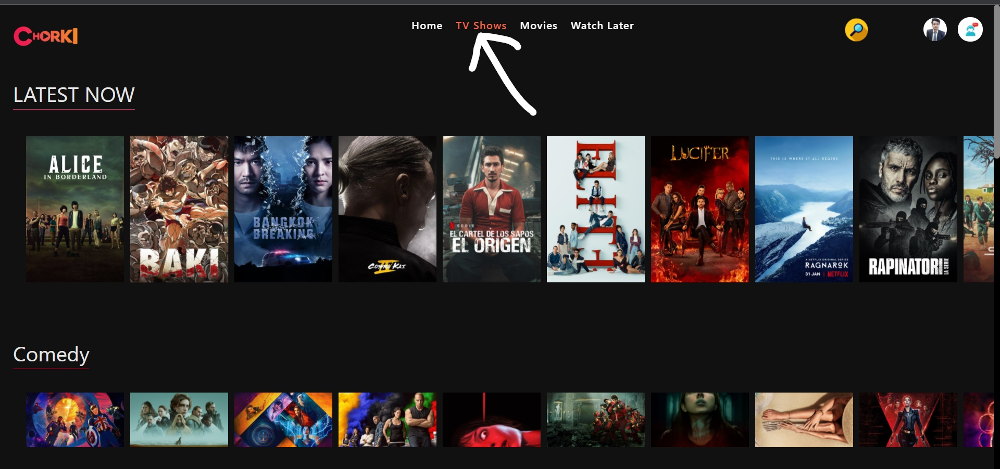 CHORKI
Home TV Shows Movies Watch Later
LATEST NOW
ALICE
IN BORDERLAND
BAKI
BANGKOK
BREAKING
COBRA KAI
IV
N SERIE
EL CARTEL DE LOS SAPOS
EL ORIGEN
ELITE
LUCIFER
THIS IS WHERE IT ALL BEGINS
A NETFLIX ORIGINAL SERIES
RAGNAROK
31 JAN | NETFLIX
RAPINATORI
LA SERIE
Comedy